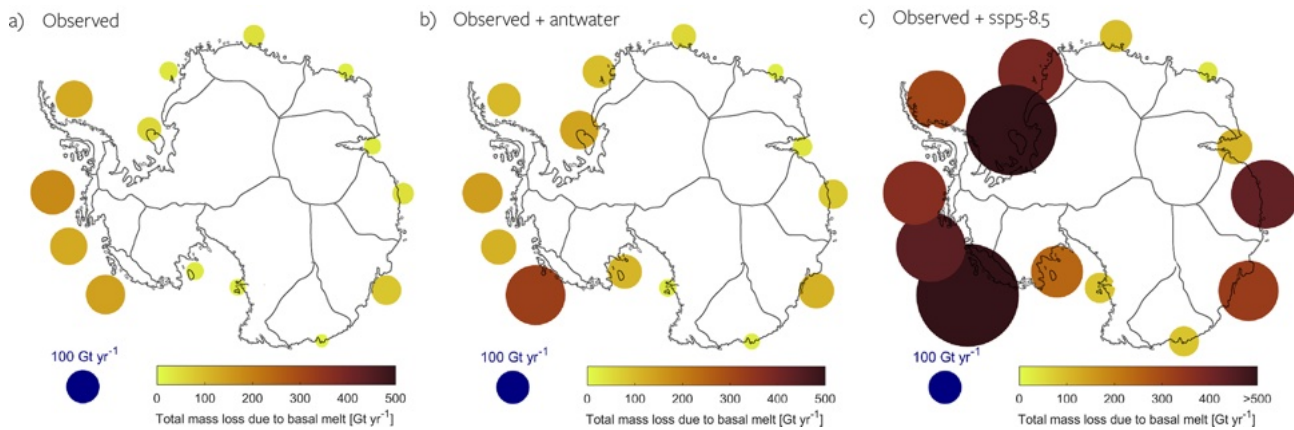 a) Observed
b) Observed + antwater
c) Observed + ssp5-8.5
100 Gt yr⁻¹
0 100 200 300 400 500
Total mass loss due to basal melt [Gt yr⁻¹]
100 Gt yr⁻¹
0 100 200 300 400 500
Total mass loss due to basal melt [Gt yr⁻¹]
100 Gt yr⁻¹
0 100 200 300 400 >500
Total mass loss due to basal melt [Gt yr⁻¹]